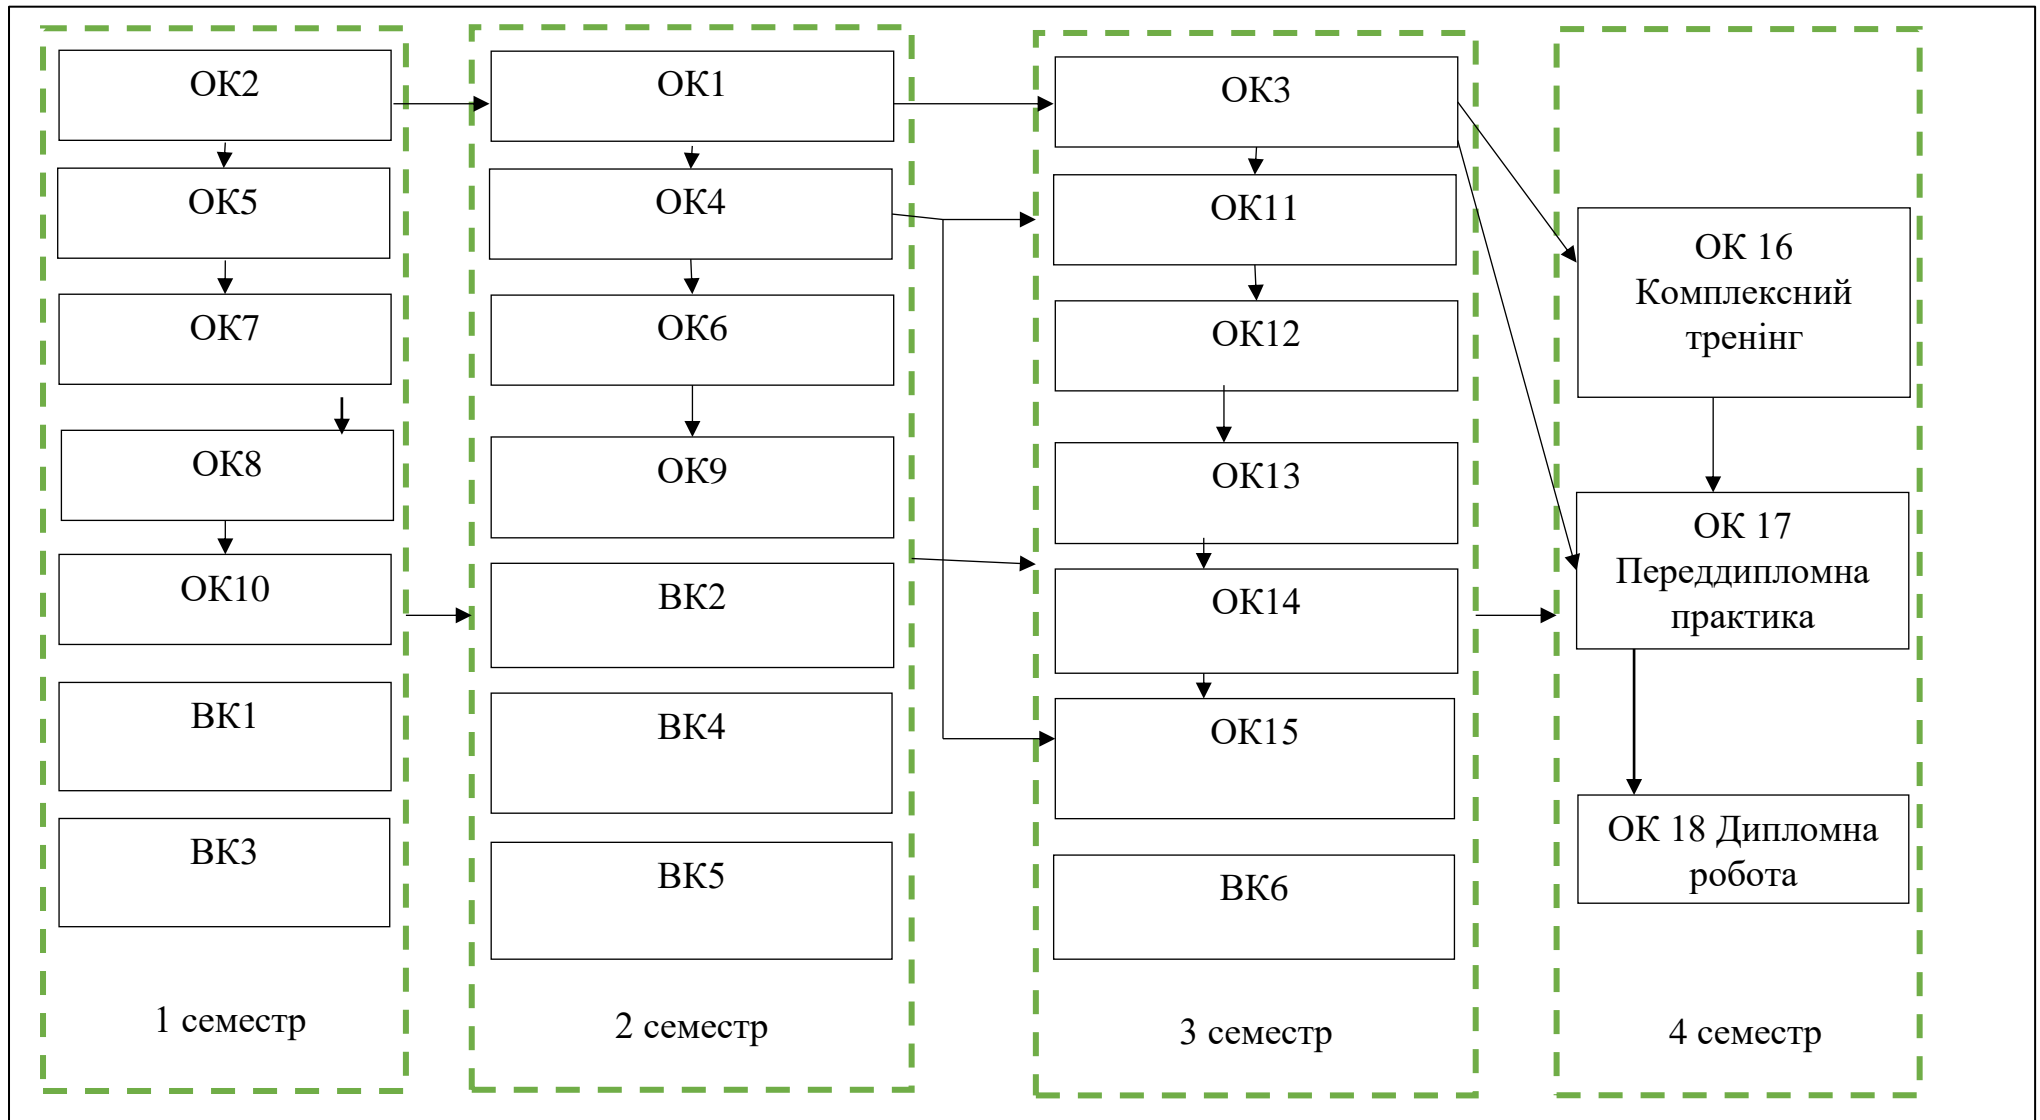 ОК2
ОК5
ОК7
ОК8
ОК10
ВК1
ВК3
1 семестр
ОК1
ОК4
ОК6
ОК9
ВК2
ВК4
ВК5
2 семестр
ОК3
ОК11
ОК12
ОК13
ОК14
ОК15
ВК6
3 семестр
ОК 16
Комплексний
тренінг
ОК 17
Переддипломна
практика
ОК 18 Дипломна
робота
4 семестр